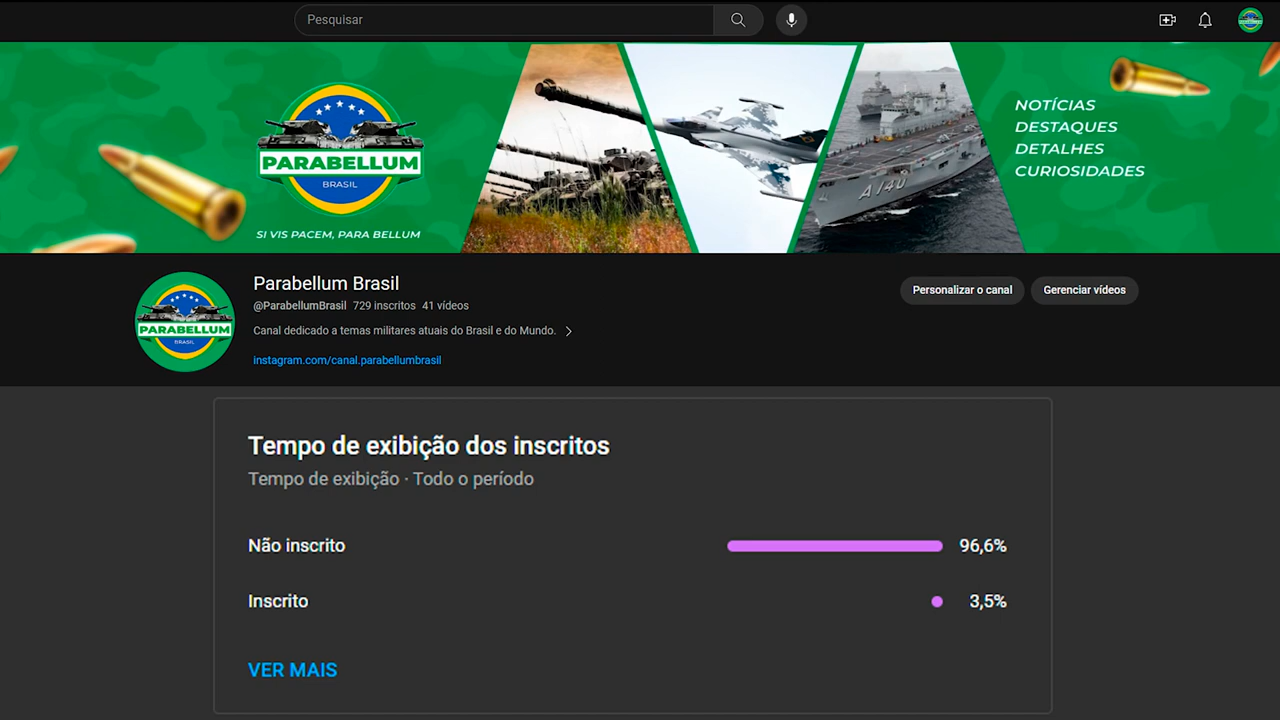 Pesquisar
NOTÍCIAS
DESTAQUES
DETALHES
CURIOSIDADES
PARABELLUM
BRASIL
SI VIS PACEM, PARA BELLUM
A140
Parabellum Brasil
@ParabellumBrasil 729 inscritos 41 vídeos
Canal dedicado a temas militares atuais do Brasil e do Mundo.
instagram.com/canal.parabellumbrasil
Personalizar o canal
Gerenciar vídeos
PARABELLUM
BRASIL
Tempo de exibição dos inscritos
Tempo de exibição · Todo o período
Não inscrito 96,6%
Inscrito 3,5%
VER MAIS